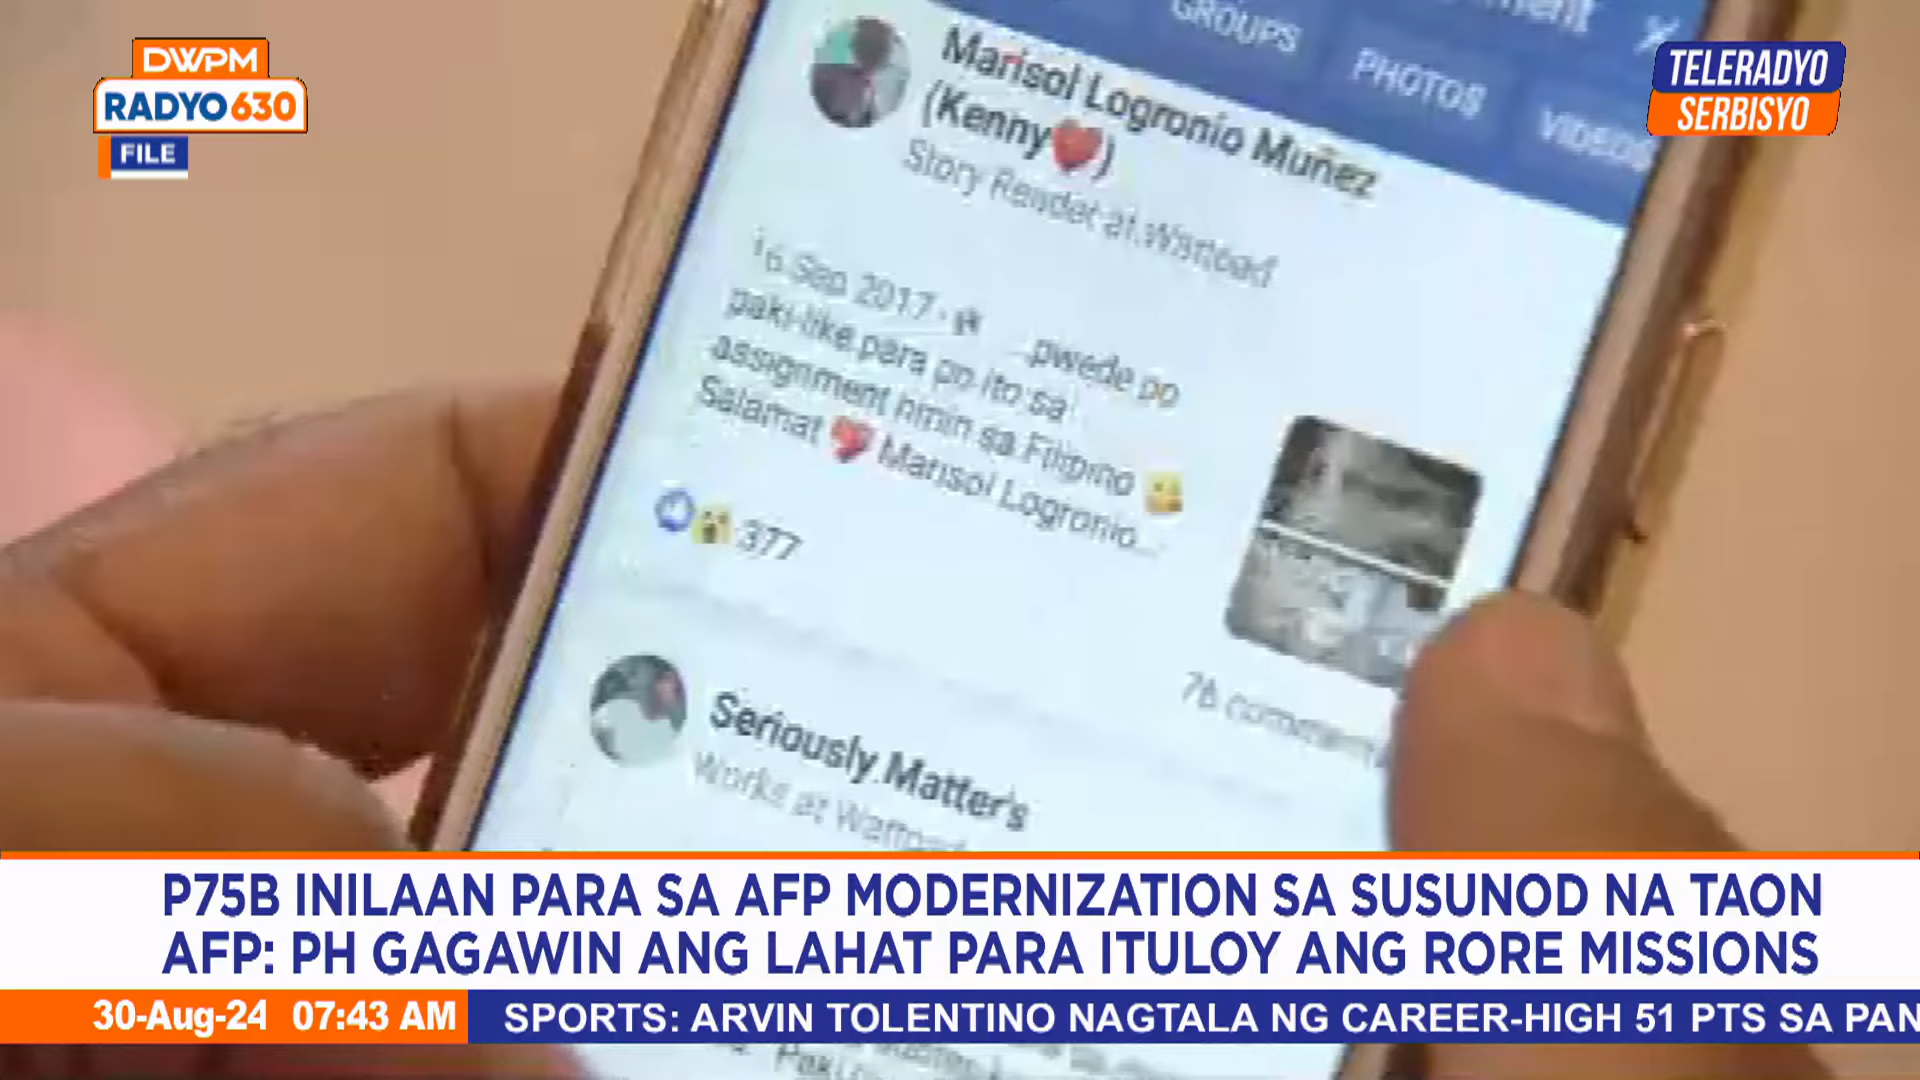 DWPM
RADYO 630
FILE
TELERADYO
SERBISYO
GROUPS
PHOTOS
VIDEOS
Marisol Logronio Muñez
(Kenny❤️)
Story Reader at Wattpad
16 Sep 2017 · pwede po
paki-like para po ito sa
assignment nmin sa Filipino 😘
Salamat ❤️ Marisol Logronio...
377
76 comments
Seriously Matter's
Works at Wattpad
P75B INILAAN PARA SA AFP MODERNIZATION SA SUSUNOD NA TAON
AFP: PH GAGAWIN ANG LAHAT PARA ITULOY ANG RORE MISSIONS
30-Aug-24 07:43 AM
SPORTS: ARVIN TOLENTINO NAGTALA NG CAREER-HIGH 51 PTS SA PAN